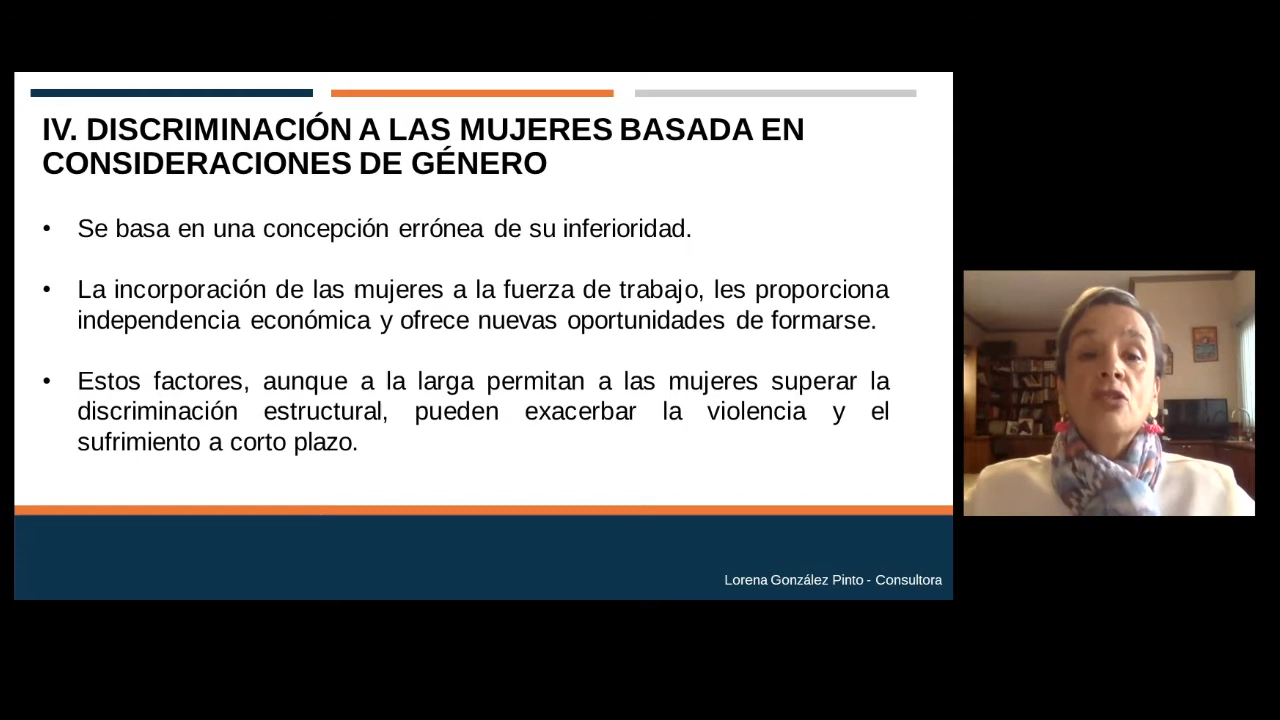 IV. DISCRIMINACIÓN A LAS MUJERES BASADA EN
CONSIDERACIONES DE GÉNERO
• Se basa en una concepción errónea de su inferioridad.
• La incorporación de las mujeres a la fuerza de trabajo, les proporciona
independencia económica y ofrece nuevas oportunidades de formarse.
• Estos factores, aunque a la larga permitan a las mujeres superar la
discriminación estructural, pueden exacerbar la violencia y el
sufrimiento a corto plazo.
Lorena González Pinto - Consultora